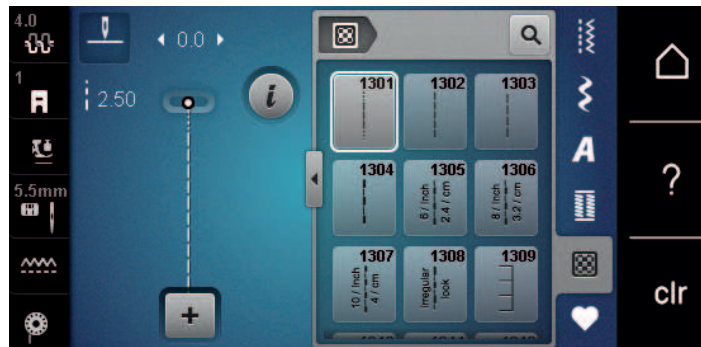 4.0
0.0
1
2.50
i
5.5mm
1301
1302
1303
1304
1305
6 / Inch
2.4 / cm
1306
8 / Inch
3.2 / cm
1307
10 / Inch
4 / cm
1308
irregular
look
1309
A
?
clr